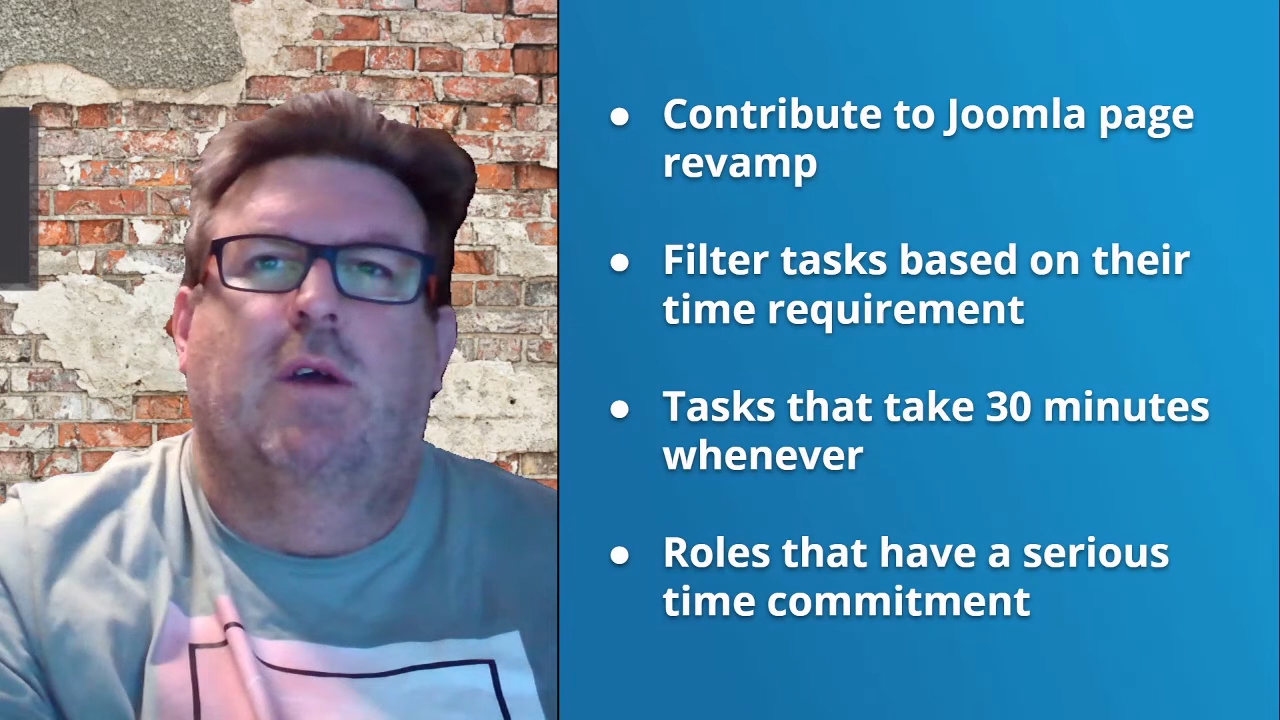 ● Contribute to Joomla page
revamp
● Filter tasks based on their
time requirement
● Tasks that take 30 minutes
whenever
● Roles that have a serious
time commitment